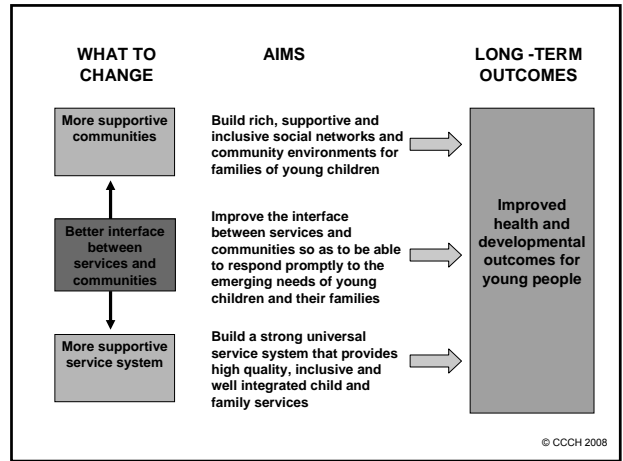 WHAT TO
CHANGE
AIMS
LONG -TERM
OUTCOMES
More supportive
communities
Build rich, supportive and
inclusive social networks and
community environments for
families of young children
Better interface
between
services and
communities
Improve the interface
between services and
communities so as to be able
to respond promptly to the
emerging needs of young
children and their families
More supportive
service system
Build a strong universal
service system that provides
high quality, inclusive and
well integrated child and
family services
Improved
health and
developmental
outcomes for
young people
© CCCH 2008